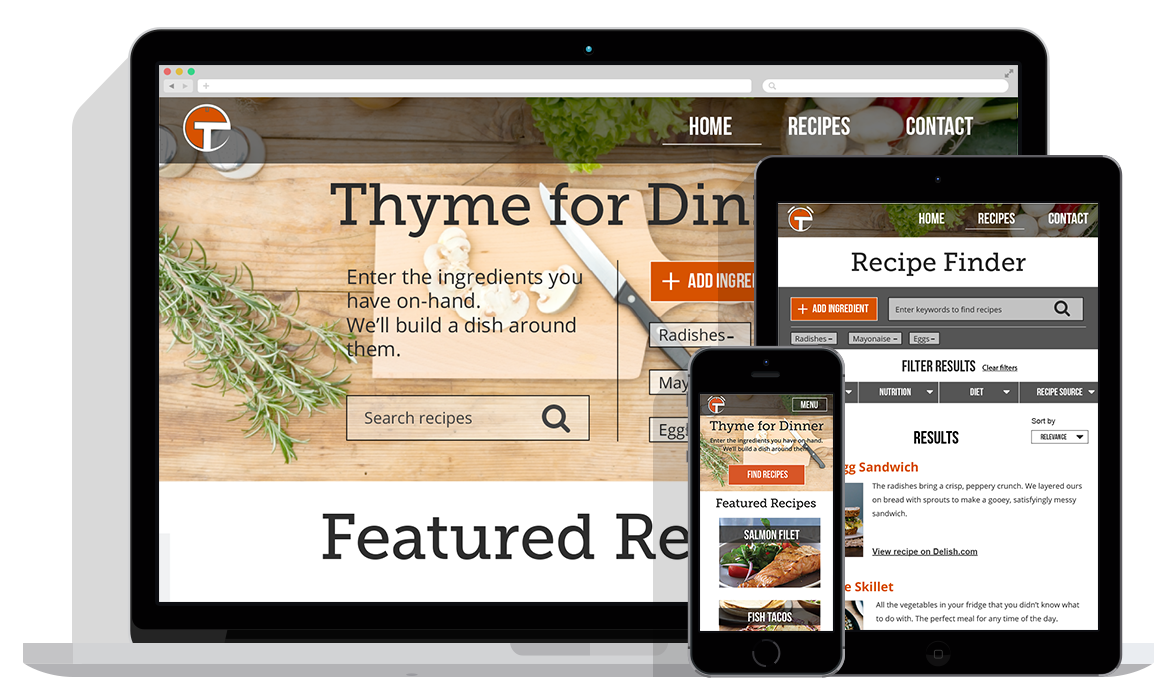 T
HOME RECIPES CONTACT
Thyme for Din
Enter the ingredients you
have on-hand.
We’ll build a dish around
them.
Search recipes
+ ADD INGRE
Radishes–
May
Egg
Featured Re
T
HOME RECIPES CONTACT
Recipe Finder
+ ADD INGREDIENT
Enter keywords to find recipes
Radishes – Mayonaise – Eggs –
FILTER RESULTS Clear filters
NUTRITION DIET RECIPE SOURCE
Sort by
RESULTS
RELEVANCE
gg Sandwich
The radishes bring a crisp, peppery crunch. We layered ours
on bread with sprouts to make a gooey, satisfyingly messy
sandwich.
View recipe on Delish.com
e Skillet
All the vegetables in your fridge that you didn’t know what
to do with. The perfect meal for any time of the day.
T
MENU
Thyme for Dinner
Enter the ingredients you have on-hand.
We’ll build a dish around them.
FIND RECIPES
Featured Recipes
SALMON FILET
FISH TACOS